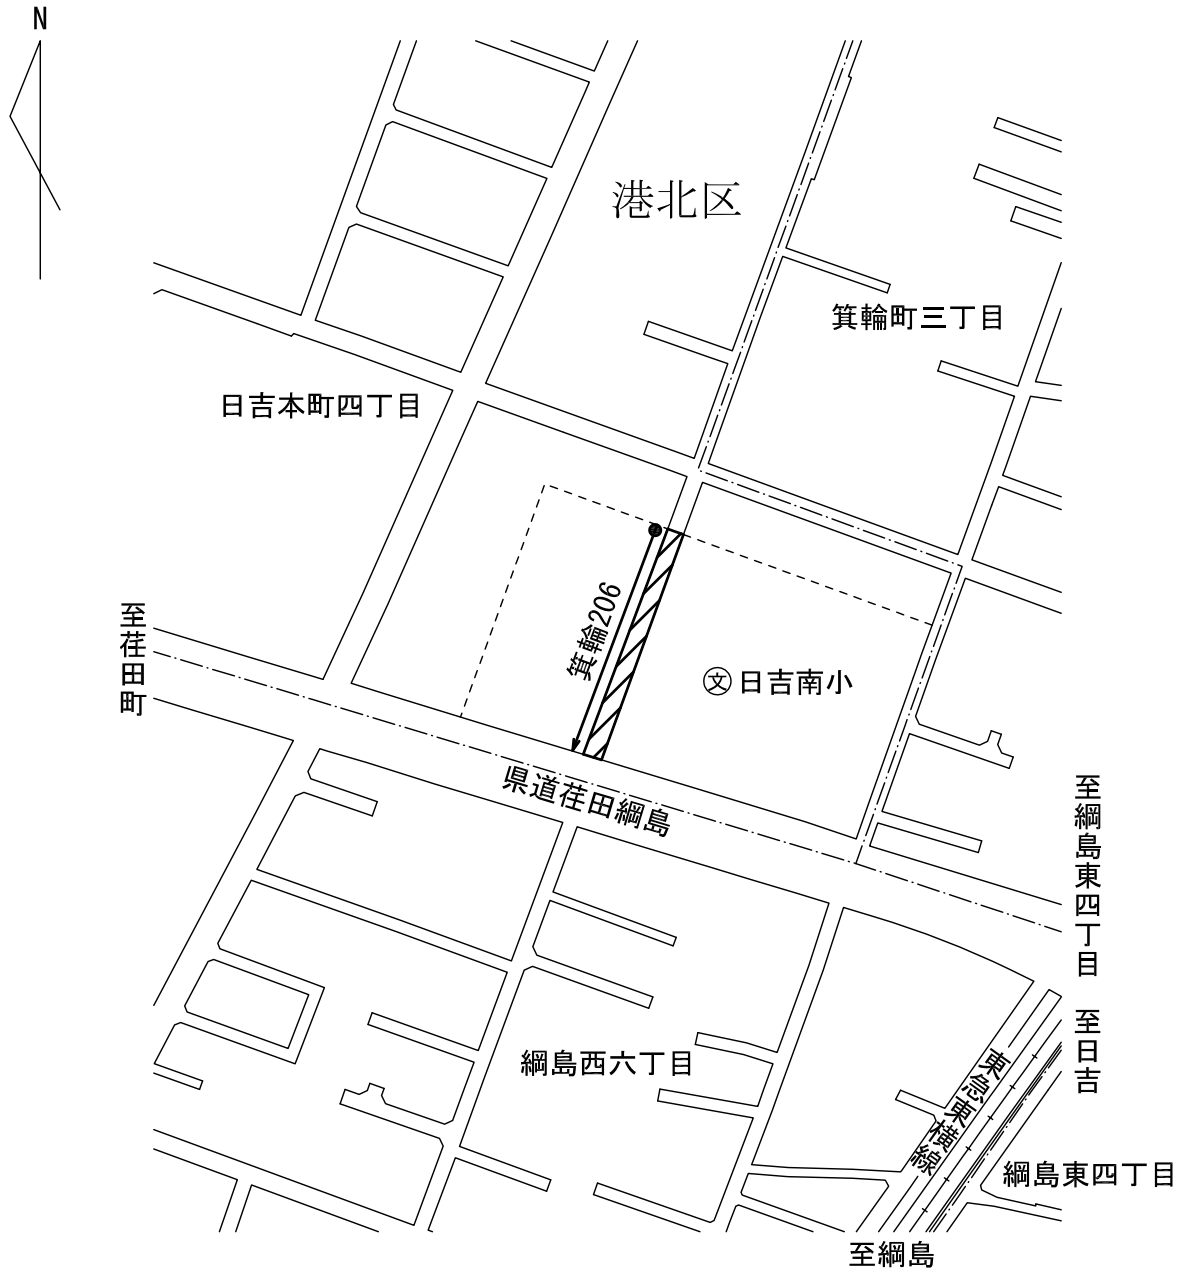 N
港北区
箕輪町三丁目
日吉本町四丁目
箕輪206
至荏田町
文 日吉南小
県道荏田綱島
至綱島東四丁目
至日吉
綱島西六丁目
東急東横線
綱島東四丁目
至綱島